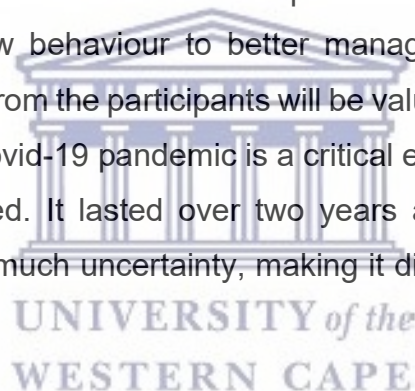 w behaviour to better manag
rom the participants will be valu
ovid-19 pandemic is a critical e
ed. It lasted over two years a
much uncertainty, making it di
UNIVERSITY of the
WESTERN CAPE